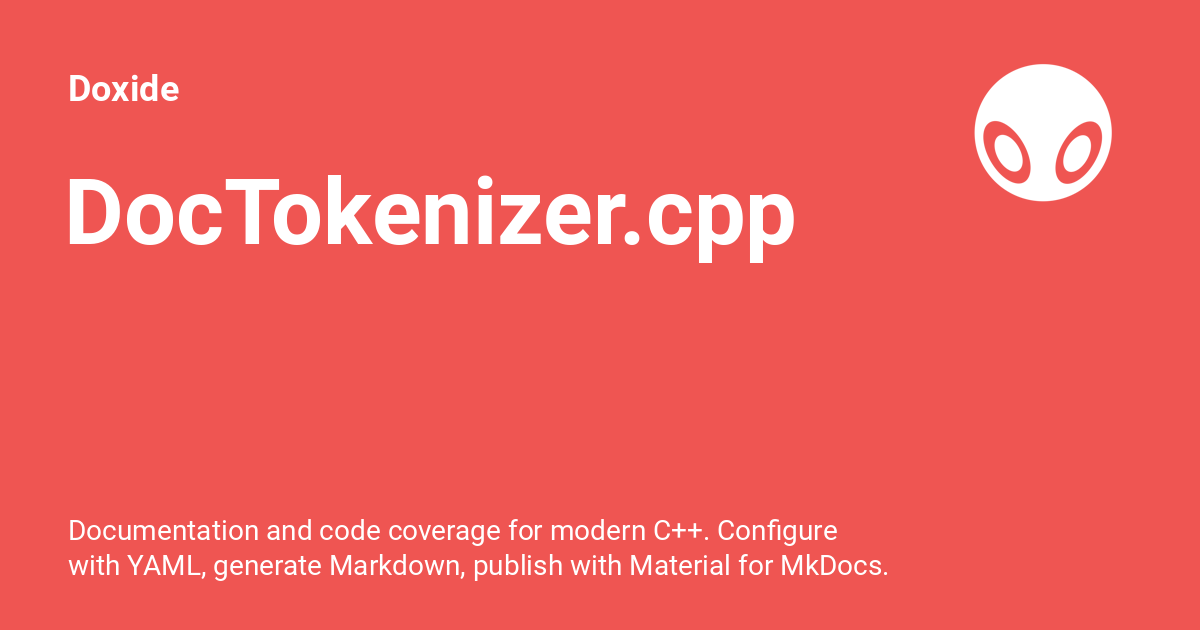 Doxide
DocTokenizer.cpp
Documentation and code coverage for modern C++. Configure
with YAML, generate Markdown, publish with Material for MkDocs.